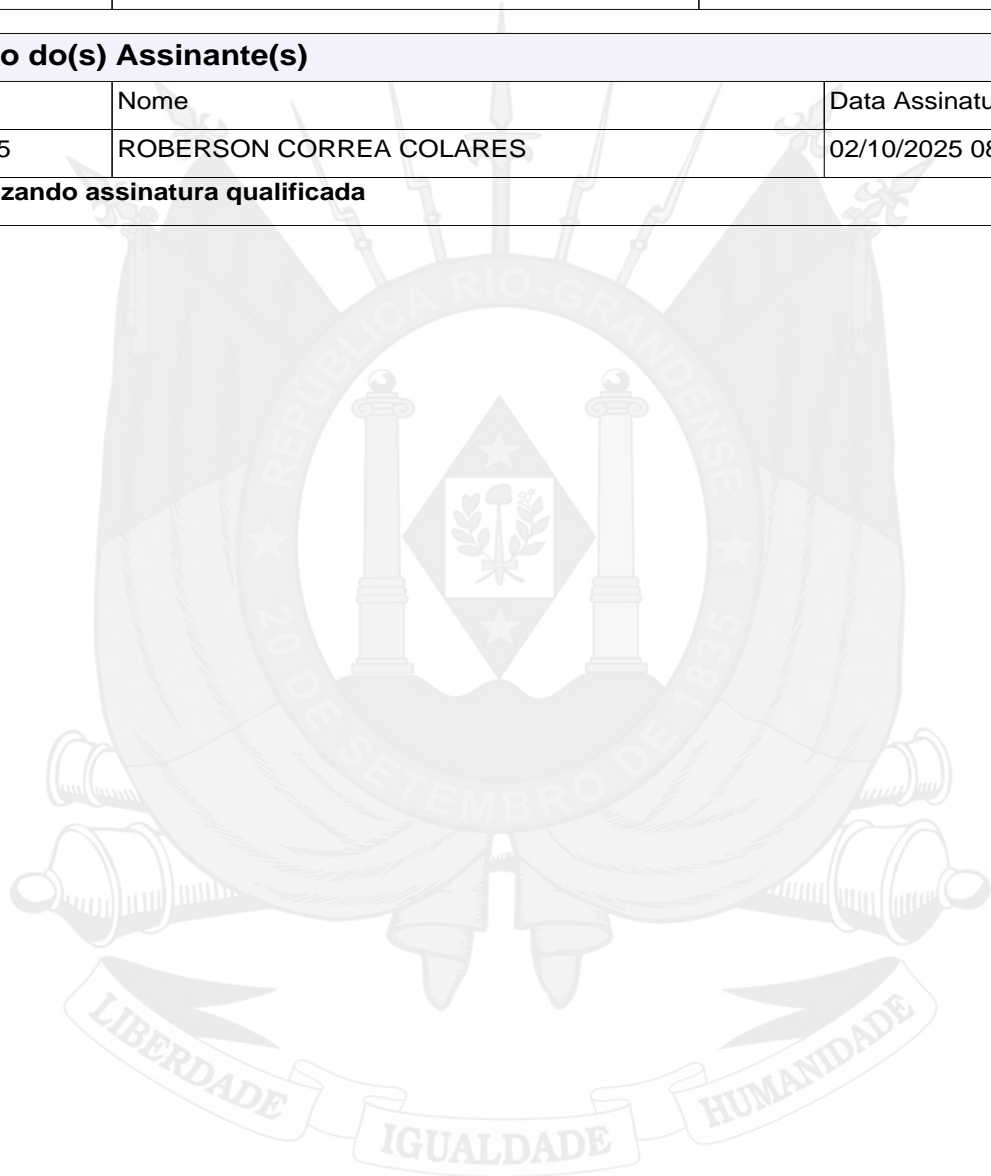 o do(s) Assinante(s)
Nome Data Assinatu
5 ROBERSON CORREA COLARES 02/10/2025 08
zando assinatura qualificada
REPÚBLICA RIO-GRANDENSE
20 DE SETEMBRO DE 1835
LIBERDADE IGUALDADE HUMANIDADE